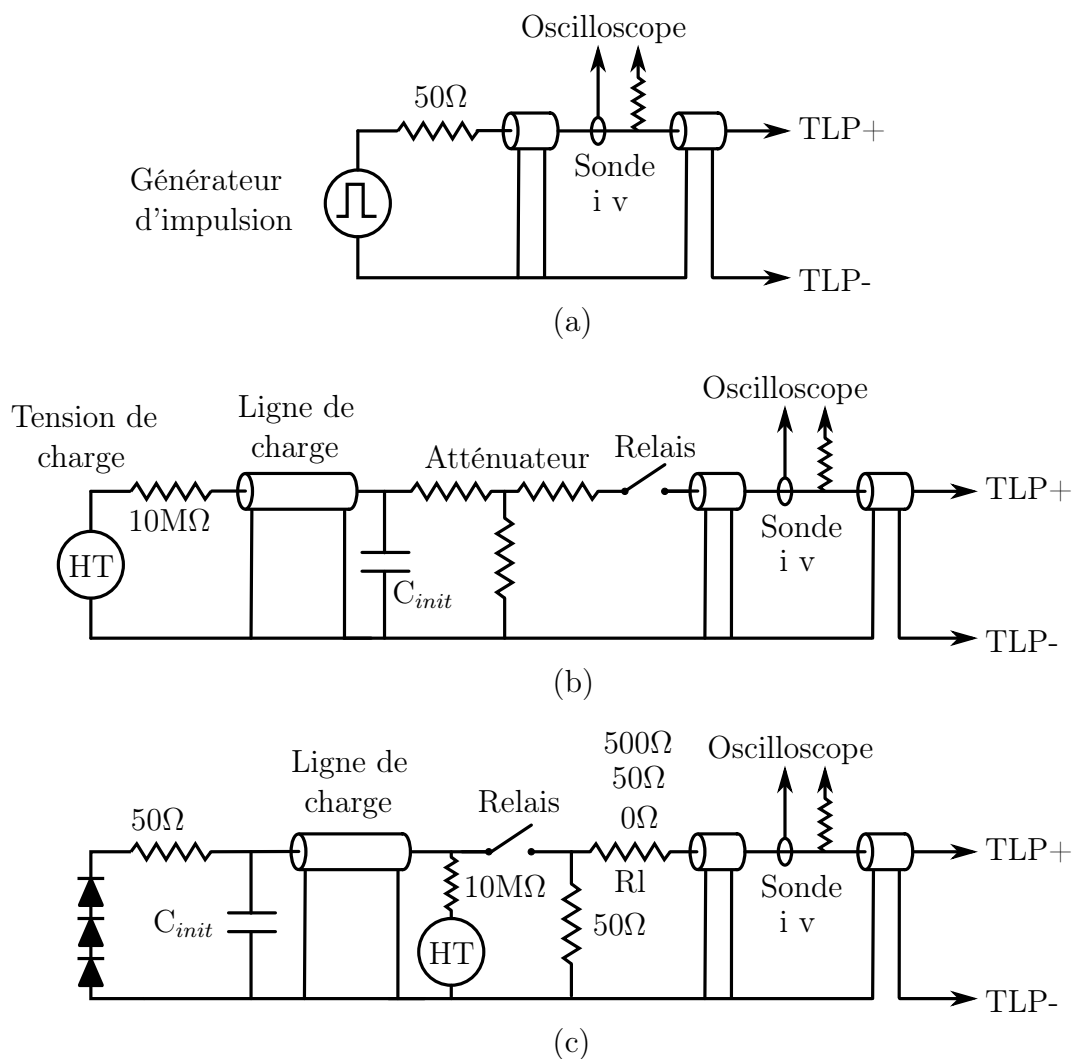 Oscilloscope
50Ω
TLP+
Sonde
i v
Générateur
d'impulsion
TLP-
(a)
Oscilloscope
Tension de
charge
Ligne de
charge
Atténuateur
Relais
10MΩ
TLP+
Sonde
i v
HT
C_init
TLP-
(b)
500Ω
50Ω
0Ω
Oscilloscope
Ligne de
charge
Relais
50Ω
TLP+
10MΩ
Rl
Sonde
i v
C_init
50Ω
HT
TLP-
(c)